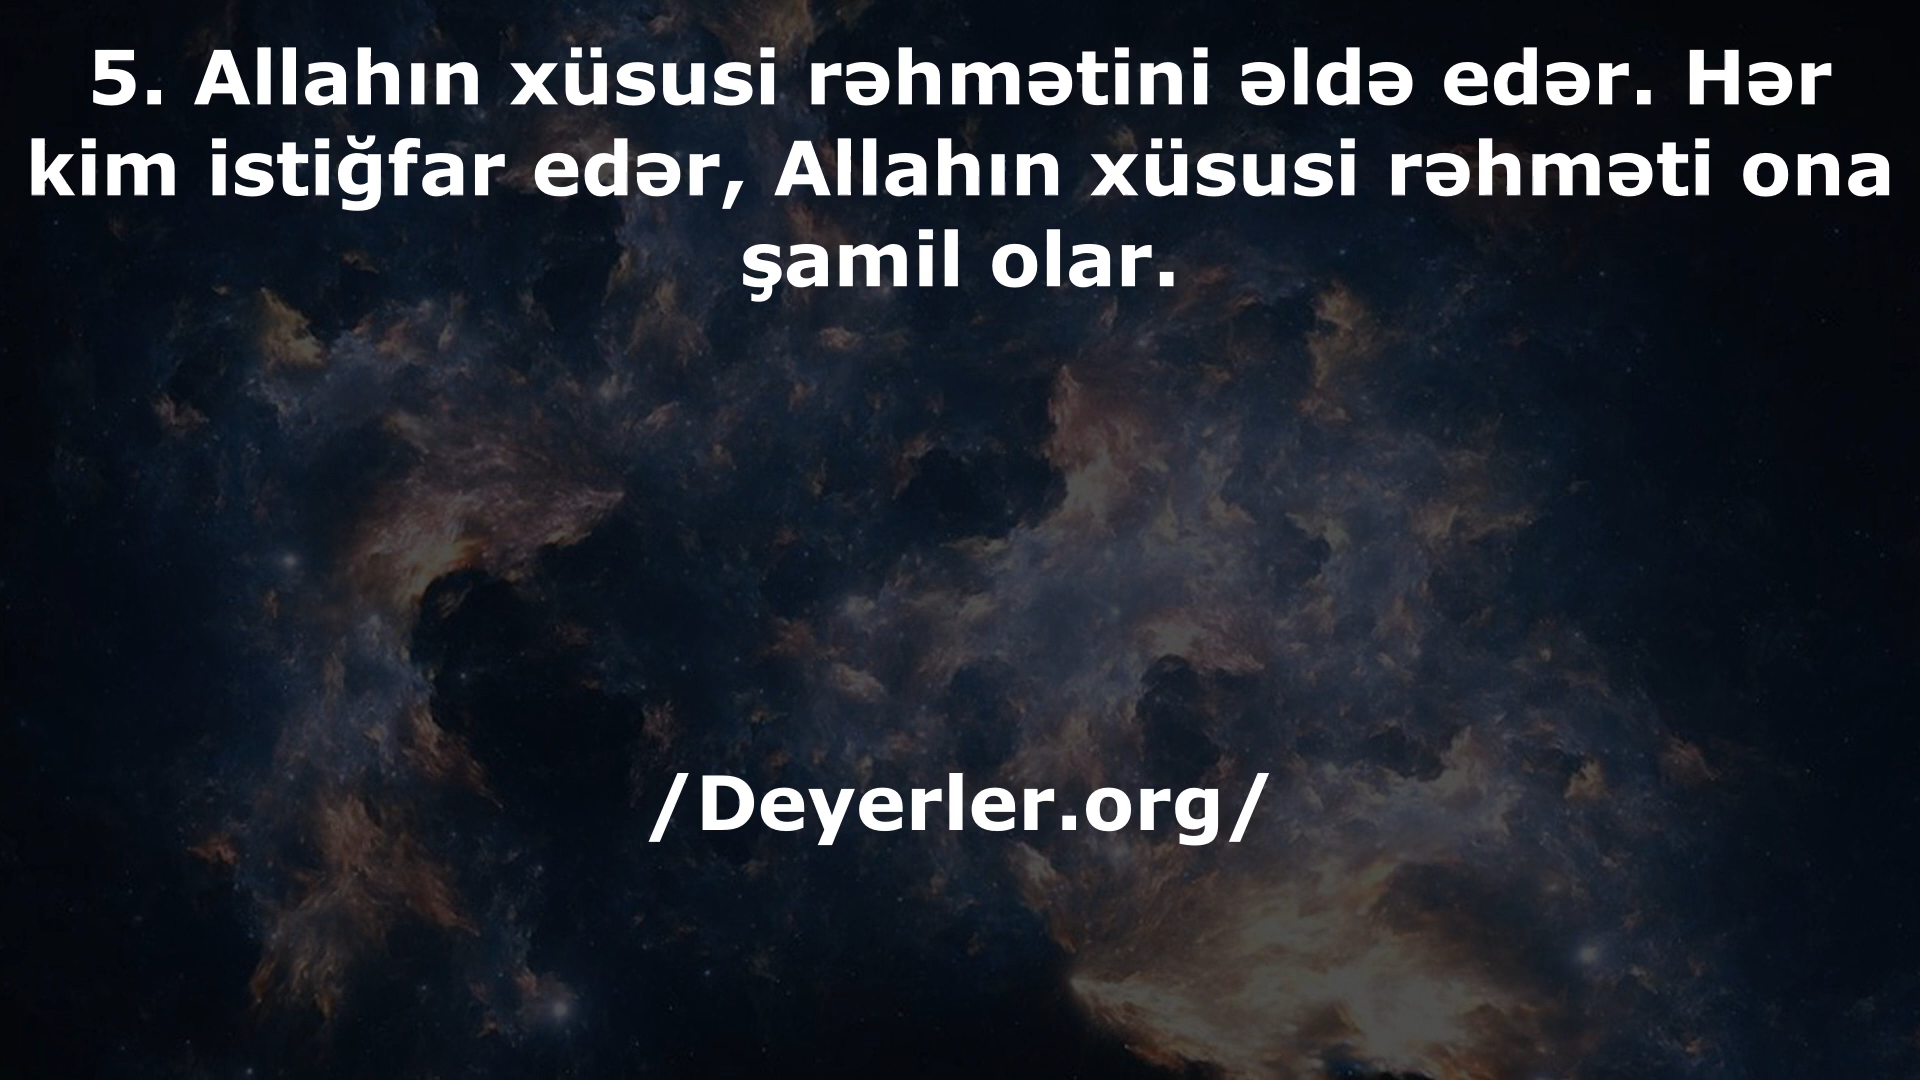 5. Allahın xüsusi rəhmətini əldə edər. Hər
kim istiğfar edər, Allahın xüsusi rəhməti ona
şamil olar.
/Deyerler.org/